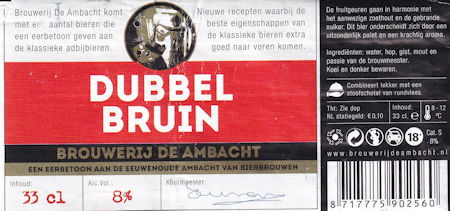 Brouwerij De Ambacht komt
met een aantal bieren die
een eerbetoon geven aan
de klassieke abdijbieren.
Nieuwe recepten waarbij de
beste eigenschappen van
de klassieke bieren extra
goed naar voren komen.
DUBBEL
BRUIN
BROUWERIJ DE AMBACHT
EEN EERBETOON AAN DE EEUWENOUDE AMBACHT VAN BIERBROUWEN
Inhoud:
33 cl
Alc.Vol.:
8%
Keurmeester:
De fruitgeuren gaan in harmonie met
het aanwezige zoethout en de gebrande
suiker. Dit bier onderscheidt zich door een
uitzonderlijk palet en een krachtig aroma.
Ingrediënten: water, hop, gist, mout en
passie van de brouwmeester.
Koel en donker bewaren.
Combineert lekker met een
stoofschotel van rundvlees.
Tht: Zie dop
NL statiegeld: € 0,10
Inhoud:
33 cl. e
8 - 12
°C
18+
Cat. S
8%
www.brouwerijdeambacht.nl
8 717775 902560